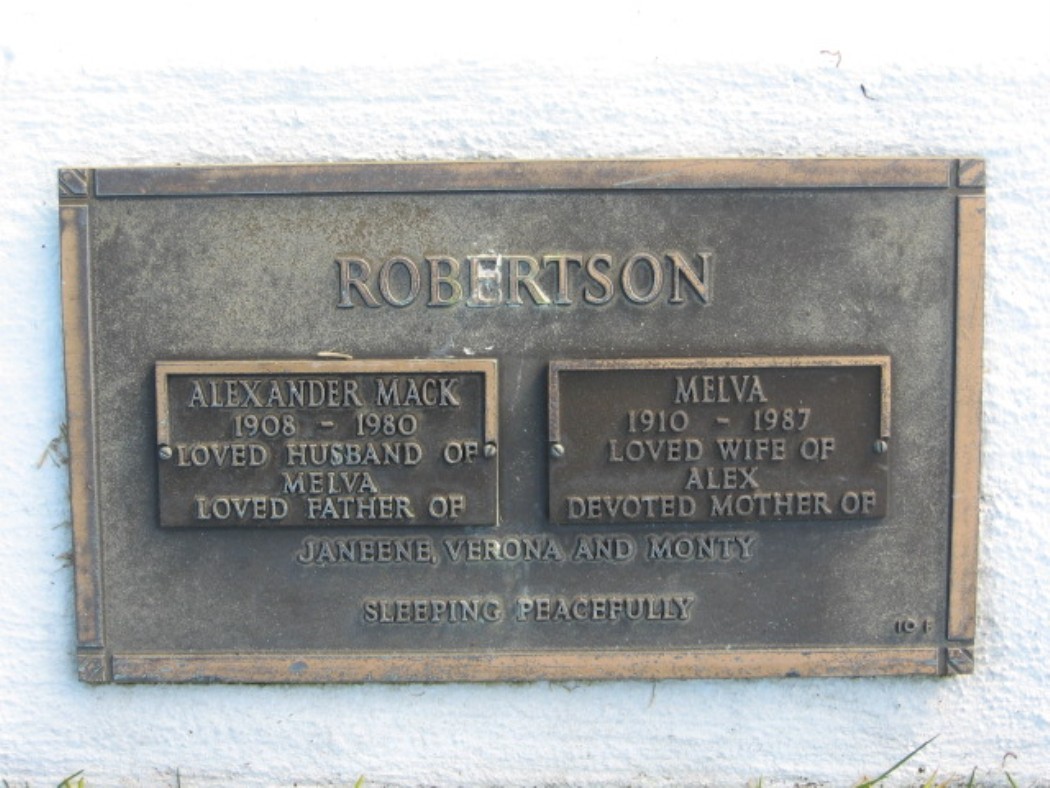 ROBERTSON
ALEXANDER MACK
1908 - 1980
LOVED HUSBAND OF
MELVA
LOVED FATHER OF
MELVA
1910 - 1987
LOVED WIFE OF
ALEX
DEVOTED MOTHER OF
JANEENE, VERONA AND MONTY
SLEEPING PEACEFULLY
10 F